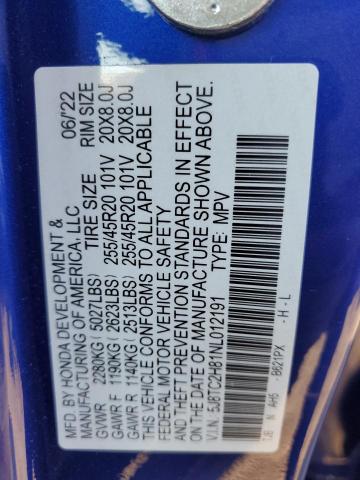 MFD. BY HONDA DEVELOPMENT & 06/'22
MANUFACTURING OF AMERICA, LLC
TIRE SIZE RIM SIZE
GVWR 2280KG (5027LBS)
GAWR F 1190KG (2623LBS) 255/45R20 101V 20X8.0J
GAWR R 1140KG (2513LBS) 255/45R20 101V 20X8.0J
THIS VEHICLE CONFORMS TO ALL APPLICABLE
FEDERAL MOTOR VEHICLE SAFETY
AND THEFT PREVENTION STANDARDS IN EFFECT
ON THE DATE OF MANUFACTURE SHOWN ABOVE.
V.I.N. 5J8TC2H81NL012191 MPV
TJB N AH5 B621PX - H - L